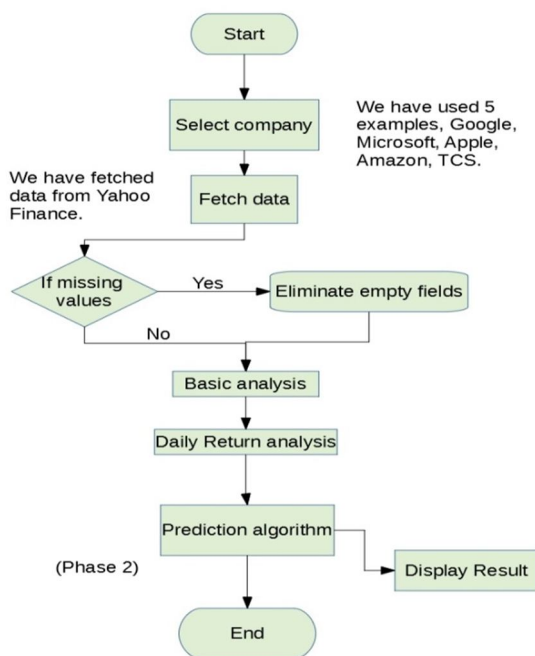 Start
Select company
We have used 5
examples, Google,
Microsoft, Apple,
Amazon, TCS.
We have fetched
data from Yahoo
Finance.
Fetch data
If missing
values
Yes
Eliminate empty fields
No
Basic analysis
Daily Return analysis
Prediction algorithm
(Phase 2)
Display Result
End